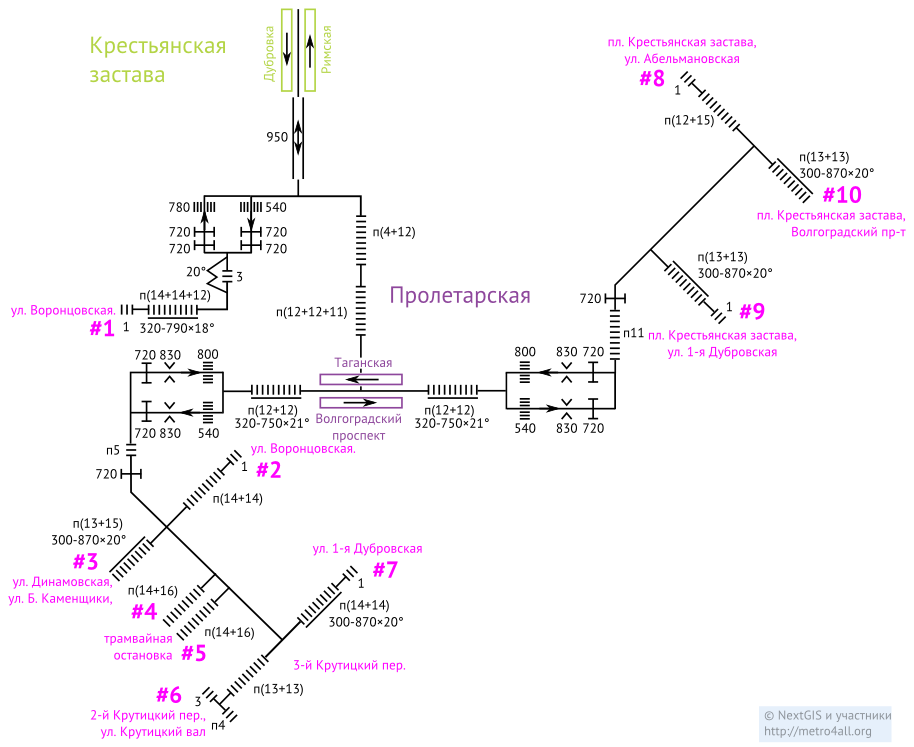 Крестьянская
застава
Дубровка
Римская
950
780
540
720
720
720
720
20°
3
п(14+14+12)
ул. Воронцовская.
#1
1
320-790×18°
п(4+12)
п(12+12+11)
Пролетарская
Таганская
Волгоградский
проспект
720
830
800
720
830
540
п(12+12)
320-750×21°
п(12+12)
320-750×21°
800
830
720
540
830
720
п11
720
пл. Крестьянская застава,
ул. Абельмановская
#8
1
п(12+15)
п(13+13)
300-870×20°
#10
пл. Крестьянская застава,
Волгоградский пр-т
п(13+13)
300-870×20°
1
#9
пл. Крестьянская застава,
ул. 1-я Дубровская
п5
720
ул. Воронцовская.
1
#2
п(14+14)
п(13+15)
300-870×20°
#3
ул. Динамовская,
ул. Б. Каменщики,
п(14+16)
#4
трамвайная
остановка
#5
п(14+16)
ул. 1-я Дубровская
#7
1
п(14+14)
300-870×20°
3-й Крутицкий пер.
#6
3
п(13+13)
п4
2-й Крутицкий пер.,
ул. Крутицкий вал
© NextGIS и участники
http://metro4all.org